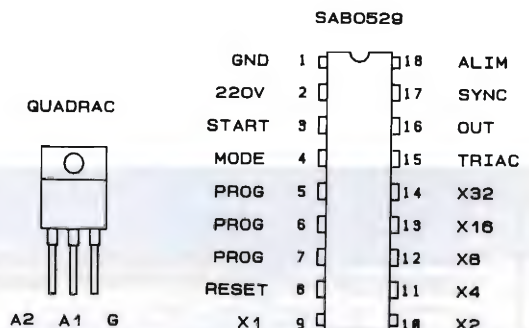 SAB0529
GND 1 18 ALIM
220V 2 17 SYNC
START 3 16 OUT
MODE 4 15 TRIAC
PROG 5 14 X32
PROG 6 13 X16
PROG 7 12 X8
RESET 8 11 X4
X1 9 10 X2
QUADRAC
A2 A1 G